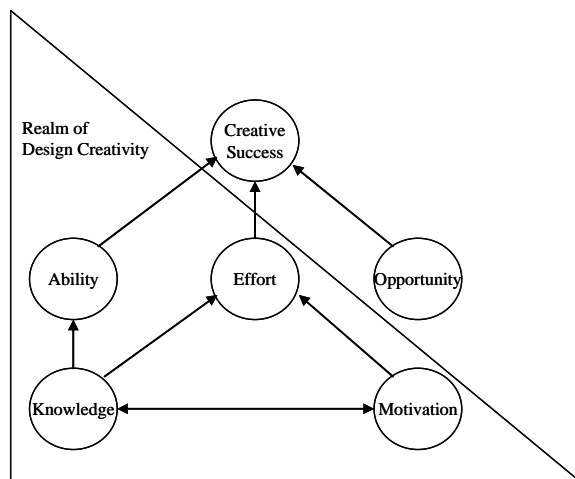 Realm of
Design Creativity
Creative
Success
Ability
Effort
Opportunity
Knowledge
Motivation